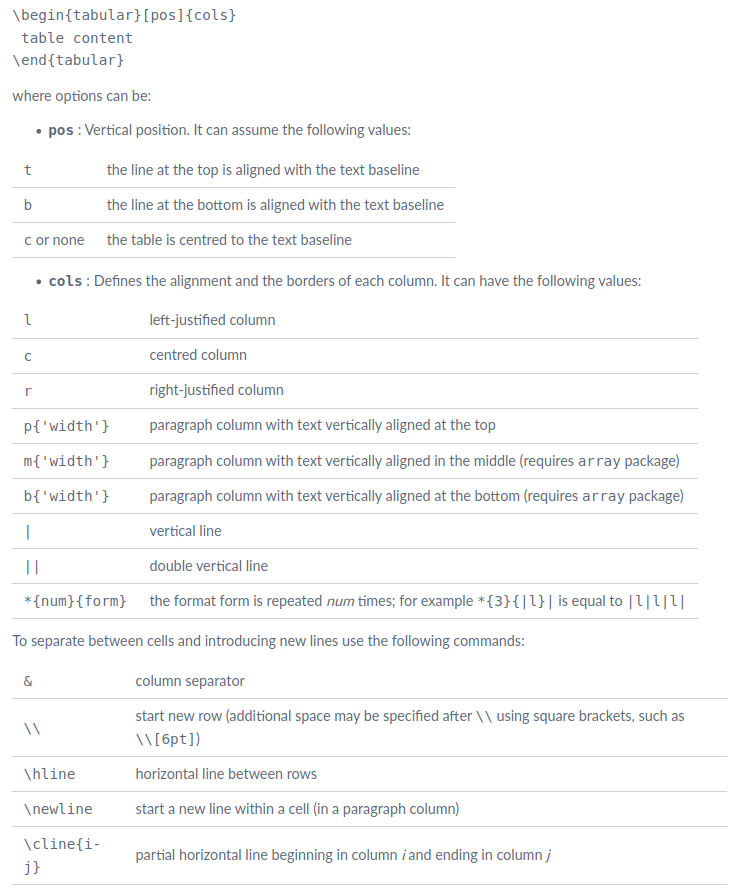 \begin{tabular}[pos]{cols}
table content
\end{tabular}
where options can be:
• pos : Vertical position. It can assume the following values:
t the line at the top is aligned with the text baseline
b the line at the bottom is aligned with the text baseline
c or none the table is centred to the text baseline
• cols : Defines the alignment and the borders of each column. It can have the following values:
l left-justified column
c centred column
r right-justified column
p{'width'} paragraph column with text vertically aligned at the top
m{'width'} paragraph column with text vertically aligned in the middle (requires array package)
b{'width'} paragraph column with text vertically aligned at the bottom (requires array package)
| vertical line
|| double vertical line
*{num}{form} the format form is repeated num times; for example *{3}{|l}| is equal to |l|l|l|
To separate between cells and introducing new lines use the following commands:
& column separator
\\ start new row (additional space may be specified after \\ using square brackets, such as
\\[6pt])
\hline horizontal line between rows
\newline start a new line within a cell (in a paragraph column)
\cline{i-
j} partial horizontal line beginning in column i and ending in column j